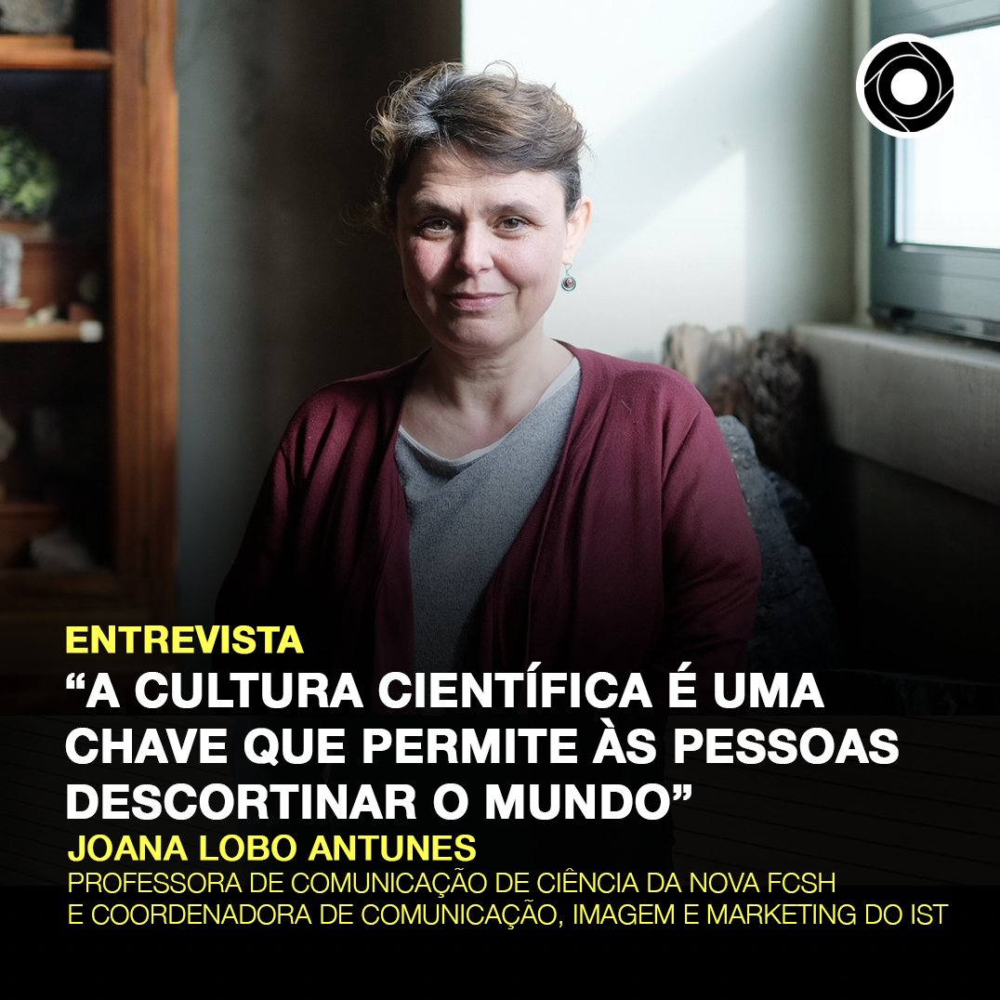 ENTREVISTA
“A CULTURA CIENTÍFICA É UMA
CHAVE QUE PERMITE ÀS PESSOAS
DESCORTINAR O MUNDO”
JOANA LOBO ANTUNES
PROFESSORA DE COMUNICAÇÃO DE CIÊNCIA DA NOVA FCSH
E COORDENADORA DE COMUNICAÇÃO, IMAGEM E MARKETING DO IST